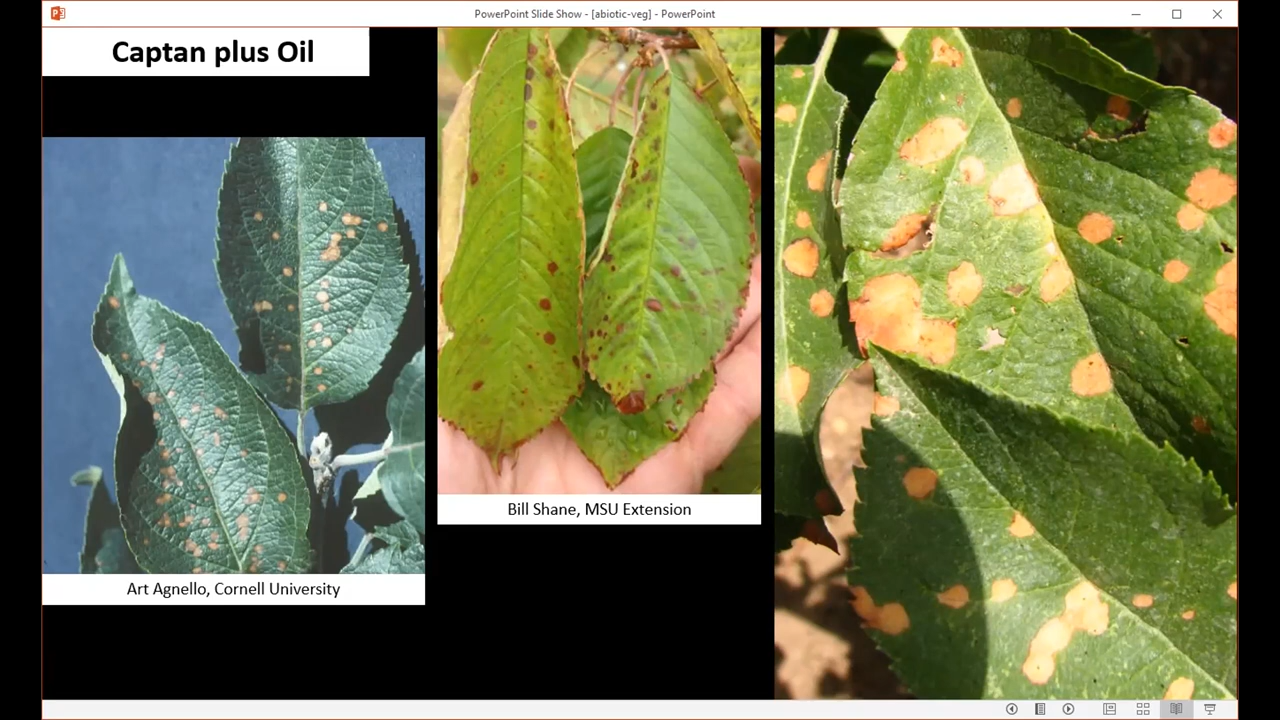 PowerPoint Slide Show - [abiotic-veg] - PowerPoint
Captan plus Oil
Bill Shane, MSU Extension
Art Agnello, Cornell University